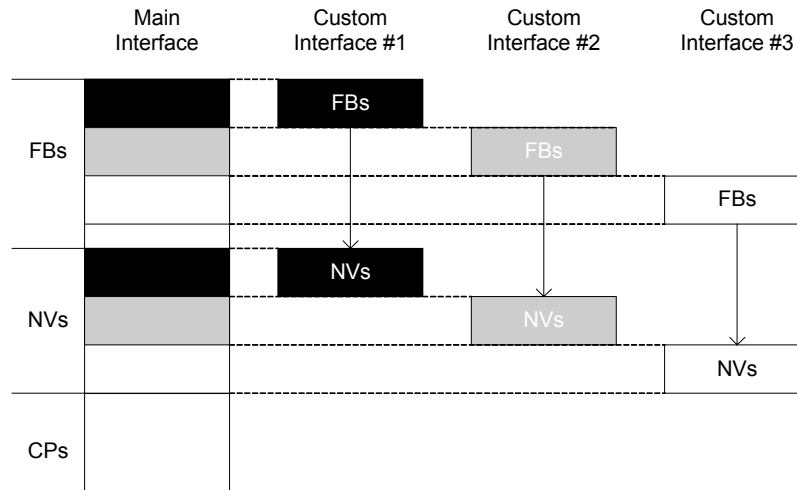 Main
Interface
Custom
Interface #1
Custom
Interface #2
Custom
Interface #3
FBs
FBs
FBs
FBs
NVs
NVs
NVs
NVs
CPs